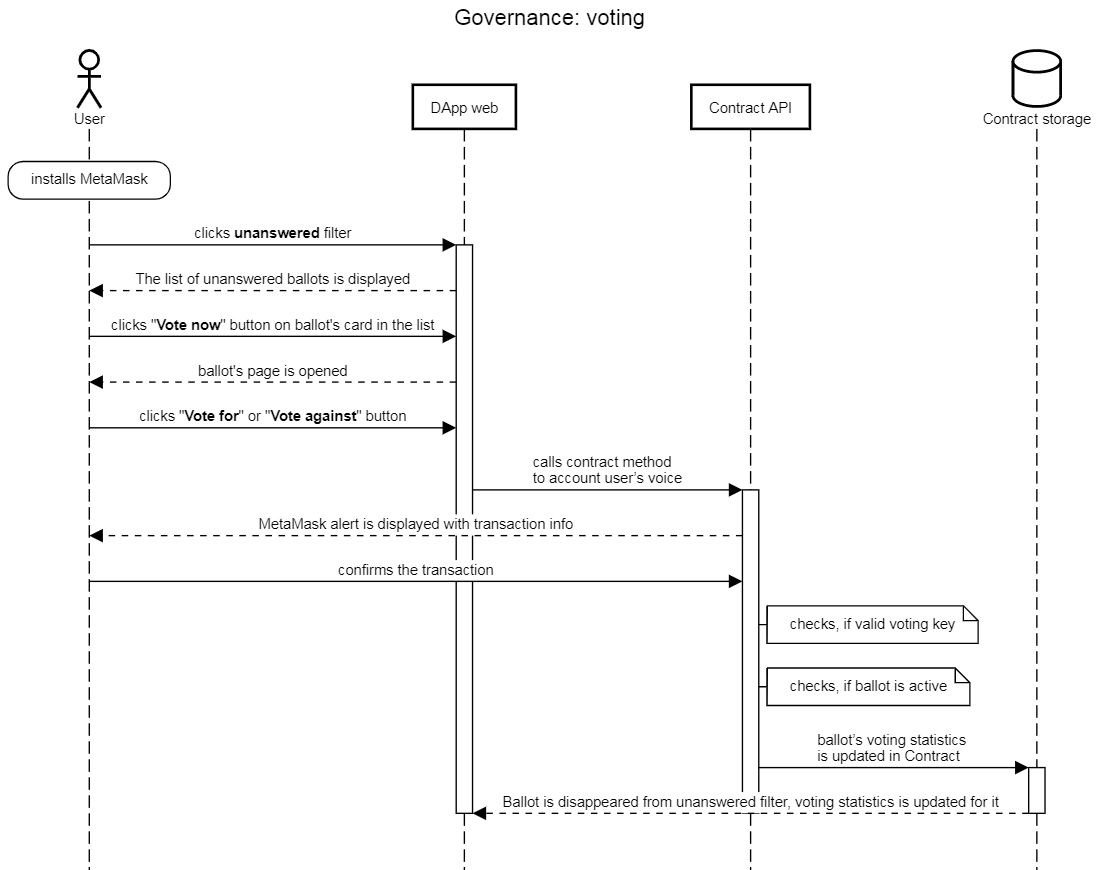 Governance: voting
User
DApp web
Contract API
Contract storage
installs MetaMask
clicks unanswered filter
The list of unanswered ballots is displayed
clicks "Vote now" button on ballot's card in the list
ballot's page is opened
clicks "Vote for" or "Vote against" button
calls contract method
to account user's voice
MetaMask alert is displayed with transaction info
confirms the transaction
checks, if valid voting key
checks, if ballot is active
ballot's voting statistics
is updated in Contract
Ballot is disappeared from unanswered filter, voting statistics is updated for it